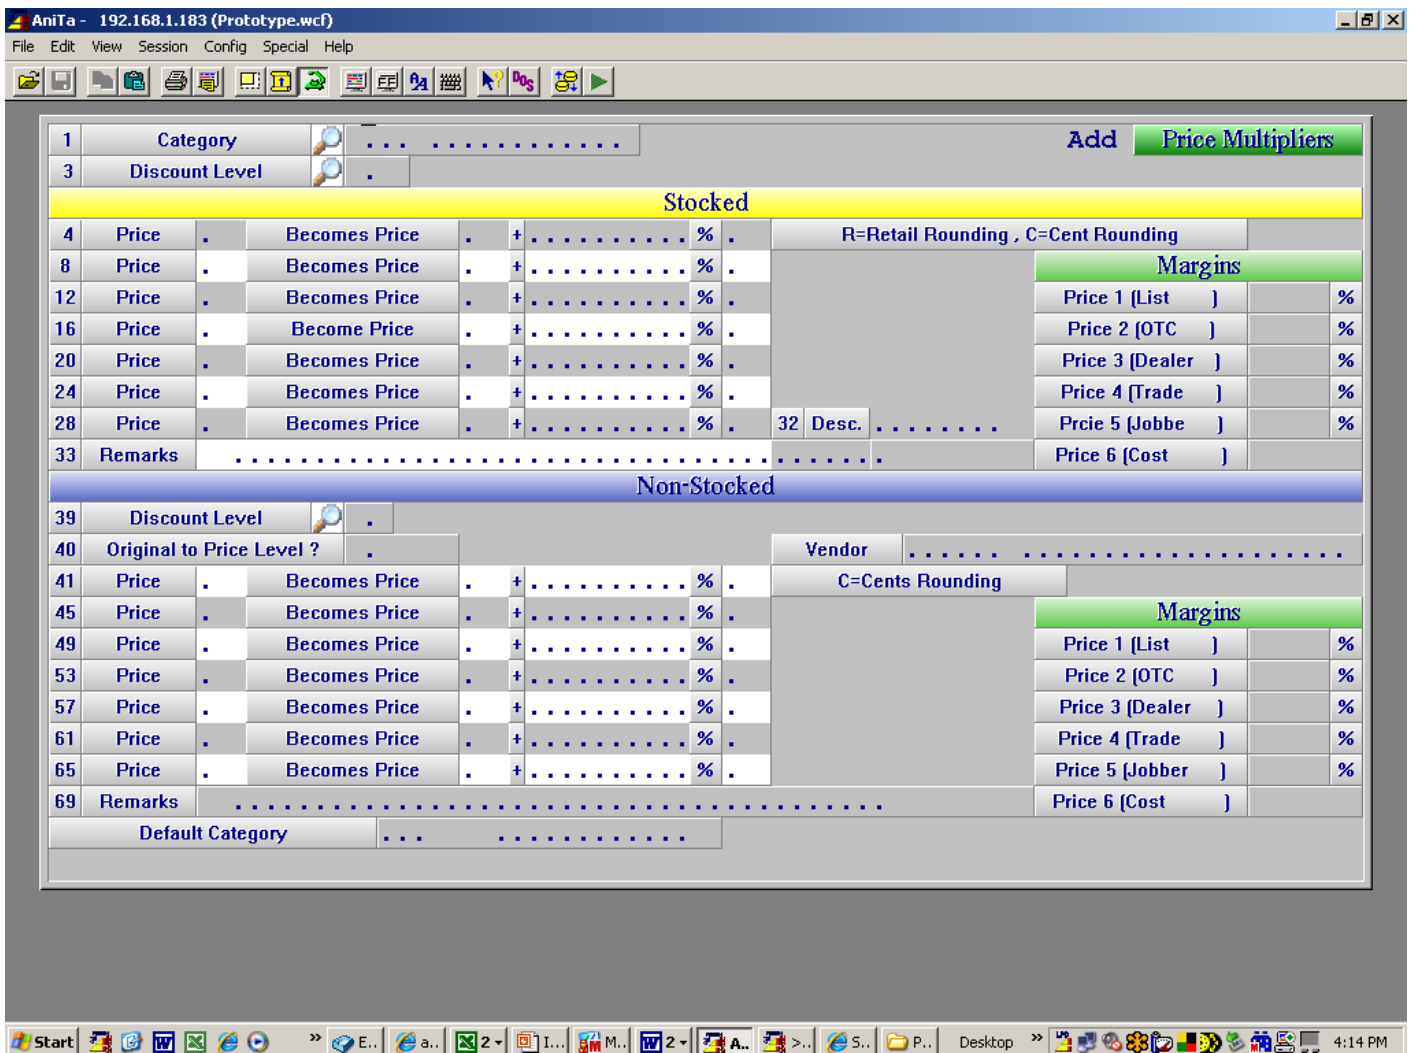 AniTa - 192.168.1.183 (Prototype.wcf)
File Edit View Session Config Special Help
1 Category . . . . . . . . . . . . . . . Add Price Multipliers
3 Discount Level .
Stocked
4 Price . Becomes Price . + . . . . . . . . . . % . R=Retail Rounding , C=Cent Rounding
8 Price . Becomes Price . + . . . . . . . . . . % . Margins
12 Price . Becomes Price . + . . . . . . . . . . % . Price 1 (List ) %
16 Price . Become Price . + . . . . . . . . . . % . Price 2 (OTC ) %
20 Price . Becomes Price . + . . . . . . . . . . % . Price 3 (Dealer ) %
24 Price . Becomes Price . + . . . . . . . . . . % . Price 4 (Trade ) %
28 Price . Becomes Price . + . . . . . . . . . . % . 32 Desc. . . . . . . . . Prcie 5 (Jobbe ) %
33 Remarks . . . . . . . . . . . . . . . . . . . . . . . . . . . . . . . . . . . . . . . . Price 6 (Cost )
Non-Stocked
39 Discount Level .
40 Original to Price Level ? . Vendor . . . . . . . . . . . . . . . . . . . . . . . . . .
41 Price . Becomes Price . + . . . . . . . . . . % . C=Cents Rounding
45 Price . Becomes Price . + . . . . . . . . . . % . Margins
49 Price . Becomes Price . + . . . . . . . . . . % . Price 1 (List ) %
53 Price . Becomes Price . + . . . . . . . . . . % . Price 2 (OTC ) %
57 Price . Becomes Price . + . . . . . . . . . . % . Price 3 (Dealer ) %
61 Price . Becomes Price . + . . . . . . . . . . % . Price 4 (Trade ) %
65 Price . Becomes Price . + . . . . . . . . . . % . Price 5 (Jobber ) %
69 Remarks . . . . . . . . . . . . . . . . . . . . . . . . . . . . . . . . . . . . . . . . Price 6 (Cost )
Default Category . . . . . . . . . . . . . . .
Start » E.. a.. 2 I... M.. 2 A.. >.. S.. P.. Desktop » 4:14 PM